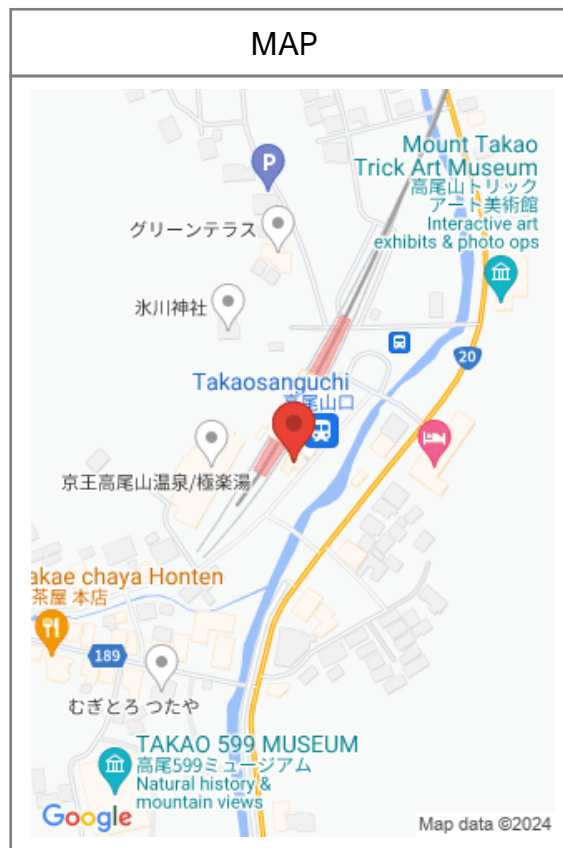 MAP
Mount Takao
Trick Art Museum
高尾山トリック
アート美術館
Interactive art
exhibits & photo ops
P
グリーンテラス
氷川神社
20
Takaosanguchi
高尾山口
京王高尾山温泉/極楽湯
akae chaya Honten
茶屋 本店
189
むぎとろ つたや
TAKAO 599 MUSEUM
高尾599ミュージアム
Natural history &
mountain views
Google
Map data ©2024